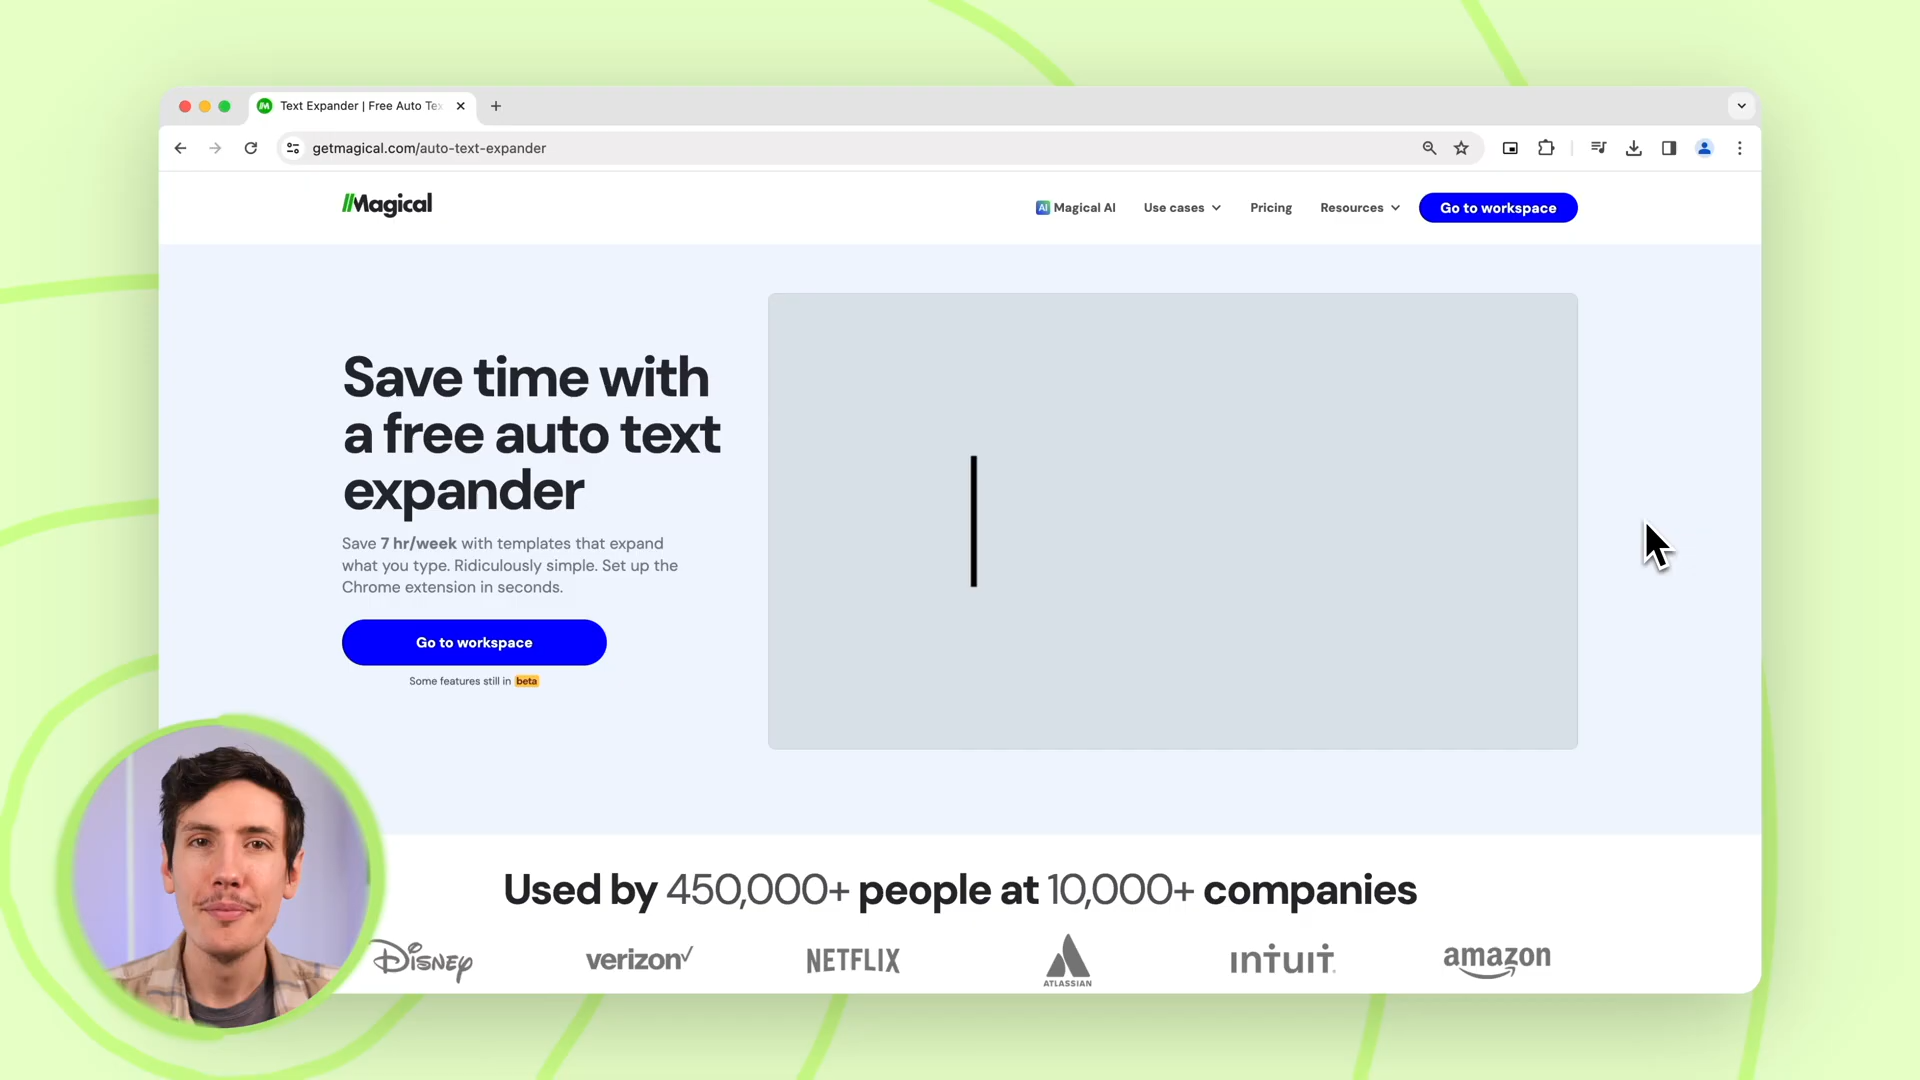 Text Expander | Free Auto Tex
getmagical.com/auto-text-expander
Magical
AI Magical AI
Use cases
Pricing
Resources
Go to workspace
Save time with
a free auto text
expander
Save 7 hr/week with templates that expand
what you type. Ridiculously simple. Set up the
Chrome extension in seconds.
Go to workspace
Some features still in beta
Used by 450,000+ people at 10,000+ companies
Disney
verizon
NETFLIX
ATLASSIAN
intuit
amazon